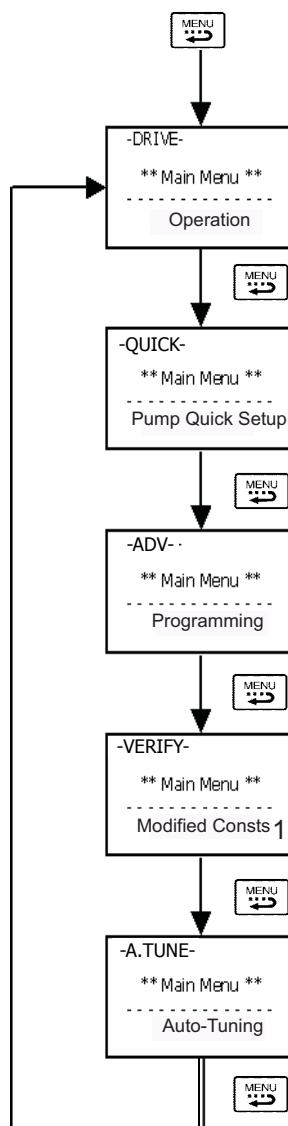 MENU
-DRIVE-
** Main Menu **
- - - - - - - - - - - - - -
Operation
MENU
-QUICK-
** Main Menu **
- - - - - - - - - - - - - -
Pump Quick Setup
MENU
-ADV- ·
** Main Menu **
- - - - - - - - - - - - - -
Programming
MENU
-VERIFY-
** Main Menu **
- - - - - - - - - - - - - -
Modified Consts 1
MENU
-A.TUNE-
** Main Menu **
- - - - - - - - - - - - - -
Auto-Tuning
MENU